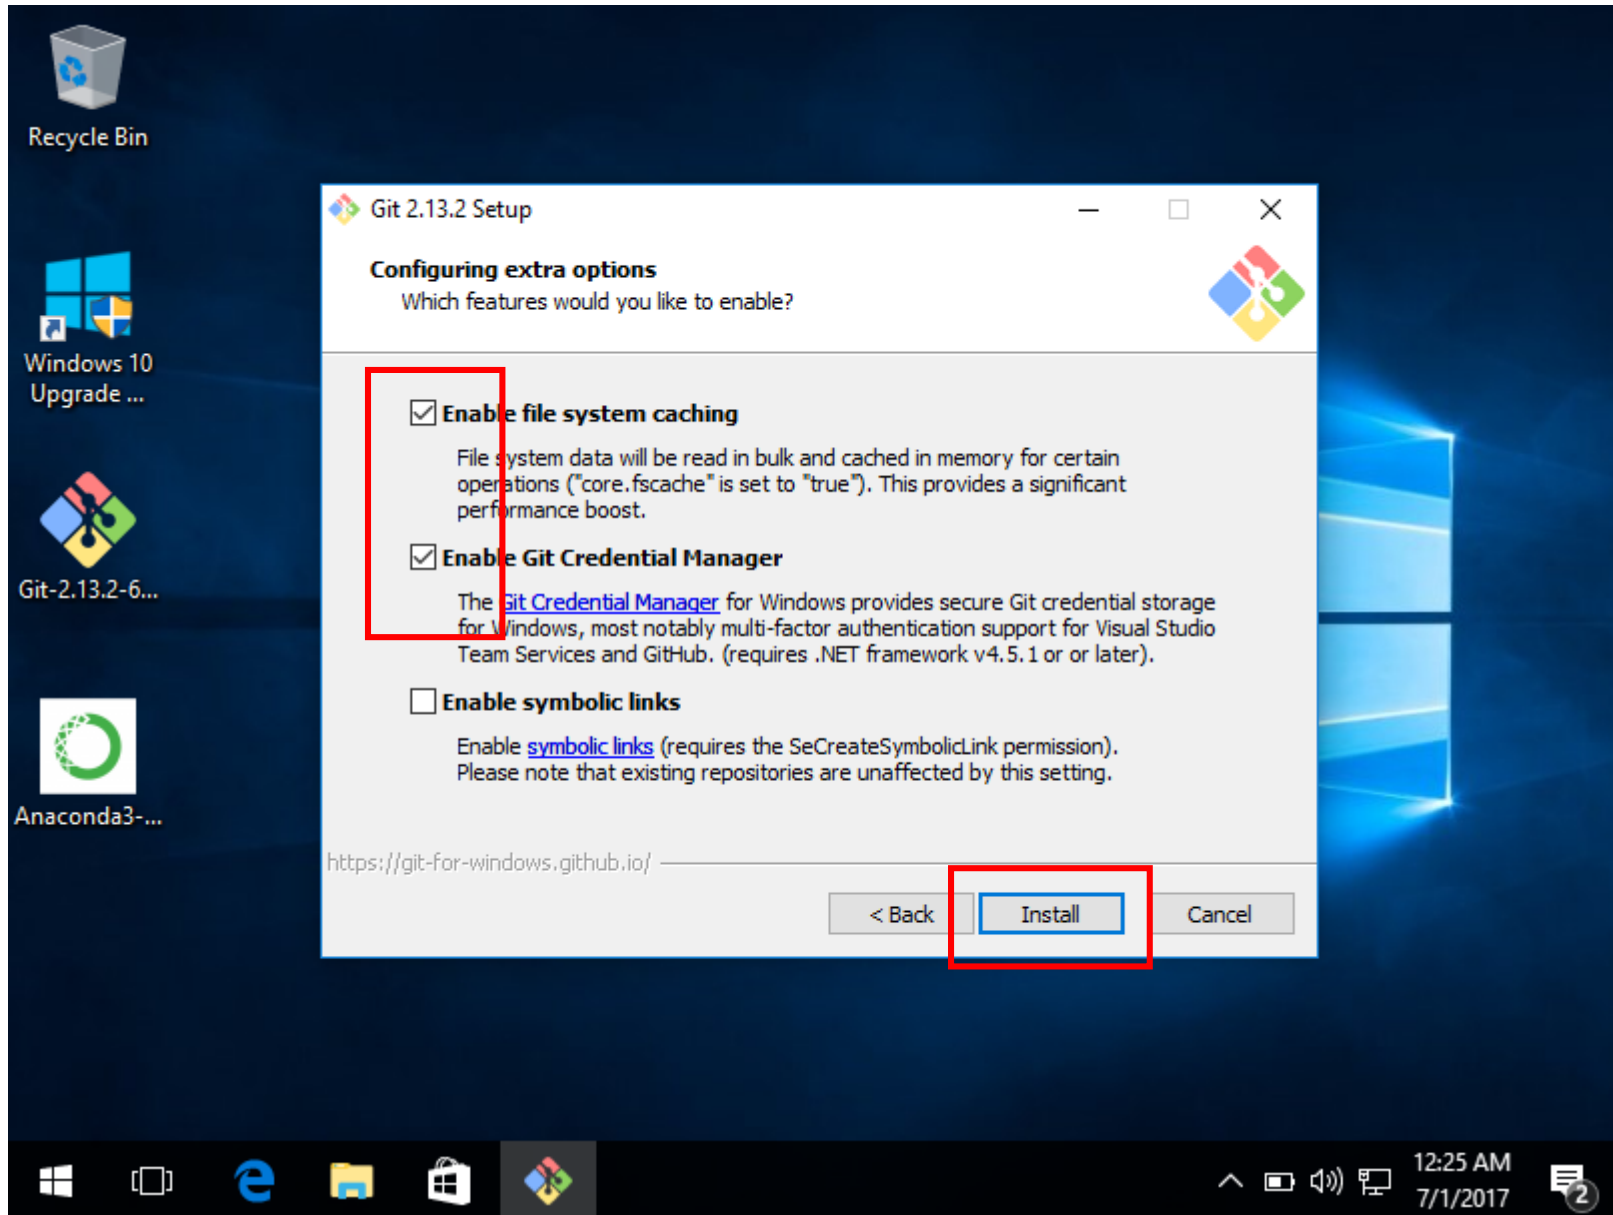 Recycle Bin
Windows 10
Upgrade ...
Git-2.13.2-6...
Anaconda3-...
Git 2.13.2 Setup
Configuring extra options
Which features would you like to enable?
Enable file system caching
File system data will be read in bulk and cached in memory for certain
operations ("core.fscache" is set to "true"). This provides a significant
performance boost.
Enable Git Credential Manager
The Git Credential Manager for Windows provides secure Git credential storage
for Windows, most notably multi-factor authentication support for Visual Studio
Team Services and GitHub. (requires .NET framework v4.5.1 or or later).
Enable symbolic links
Enable symbolic links (requires the SeCreateSymbolicLink permission).
Please note that existing repositories are unaffected by this setting.
https://git-for-windows.github.io/
< Back
Install
Cancel
12:25 AM
7/1/2017
2